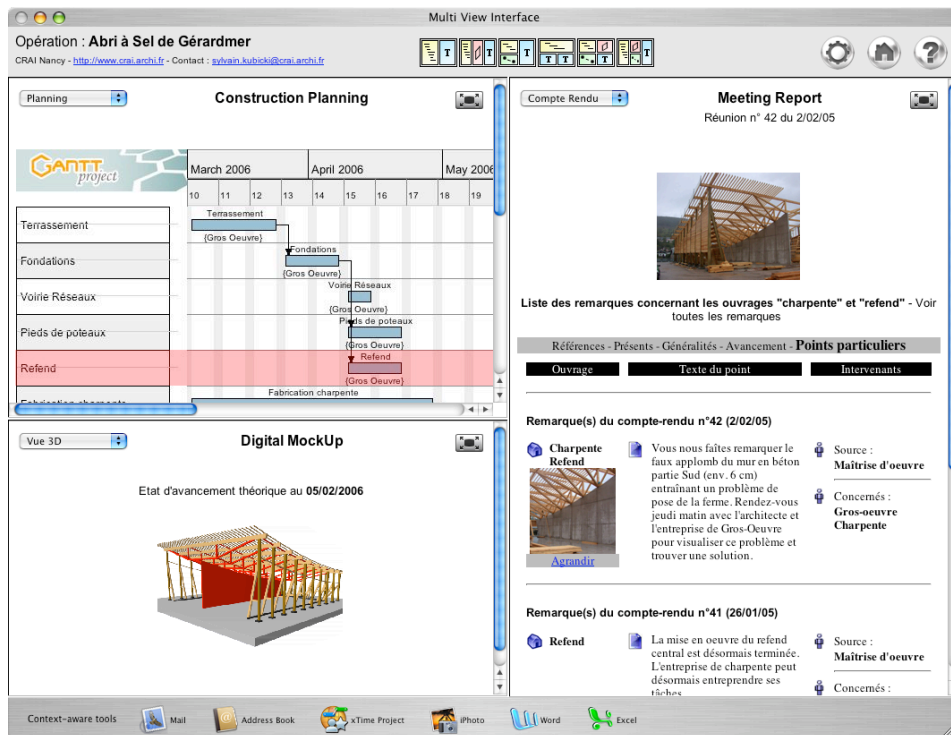 Multi View Interface
Opération : Abri à Sel de Gérardmer
CRAI Nancy - http://www.crai.archi.fr - Contact : sylvain.kubicki@crai.archi.fr
T T T T T T T
?
Planning
Construction Planning
GANTT
project
March 2006 April 2006 May 2006
10 11 12 13 14 15 16 17 18 19
Terrassement
Terrassement
{Gros Oeuvre}
Fondations
Fondations
{Gros Oeuvre}
Voirie Réseaux
Voirie Réseaux
{Gros Oeuvre}
Pieds de poteaux
Pieds de poteaux
{Gros Oeuvre}
Refend
Refend
{Gros Oeuvre}
Fabrication charpente
Fabrication charpente
Vue 3D
Digital MockUp
Etat d'avancement théorique au 05/02/2006
Compte Rendu
Meeting Report
Réunion n° 42 du 2/02/05
Liste des remarques concernant les ouvrages "charpente" et "refend" - Voir
toutes les remarques
Références - Présents - Généralités - Avancement - Points particuliers
Ouvrage Texte du point Intervenants
Remarque(s) du compte-rendu n°42 (2/02/05)
Charpente
Refend
Agrandir
Vous nous faîtes remarquer le
faux applomb du mur en béton
partie Sud (env. 6 cm)
entraînant un problème de
pose de la ferme. Rendez-vous
jeudi matin avec l'architecte et
l'entreprise de Gros-Oeuvre
pour visualiser ce problème et
trouver une solution.
Source :
Maîtrise d'oeuvre
Concernés :
Gros-oeuvre
Charpente
Remarque(s) du compte-rendu n°41 (26/01/05)
Refend
La mise en oeuvre du refend
central est désormais terminée.
L'entreprise de charpente peut
désormais entreprendre ses
tâches
Source :
Maîtrise d'oeuvre
Concernés :
Context-aware tools Mail Address Book xTime Project iPhoto Word Excel